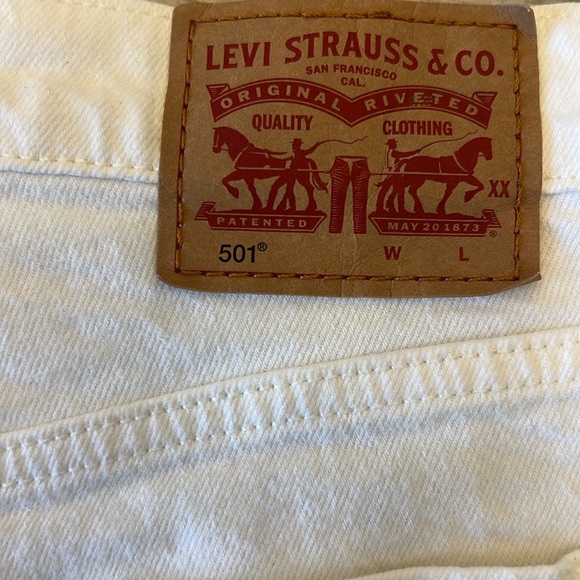 LEVI STRAUSS & CO.
SAN FRANCISCO
CAL.
ORIGINAL RIVETED
QUALITY CLOTHING
XX
PATENTED MAY 20 1873 ®
501® W L